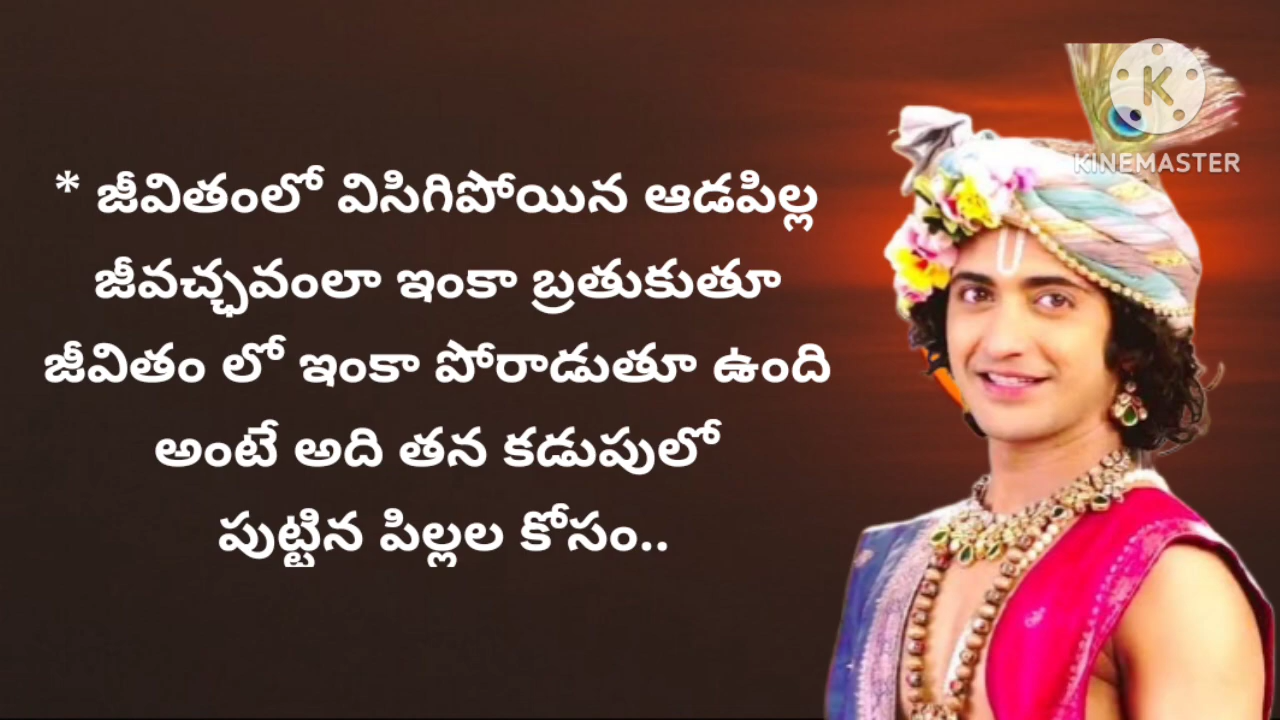 * జీవితంలో విసిగిపోయిన ఆడపిల్ల
జీవచ్ఛవంలా ఇంకా బ్రతుకుతూ
జీవితం లో ఇంకా పోరాడుతూ ఉంది
అంటే అది తన కడుపులో
పుట్టిన పిల్లల కోసం..
K
KINEMASTER